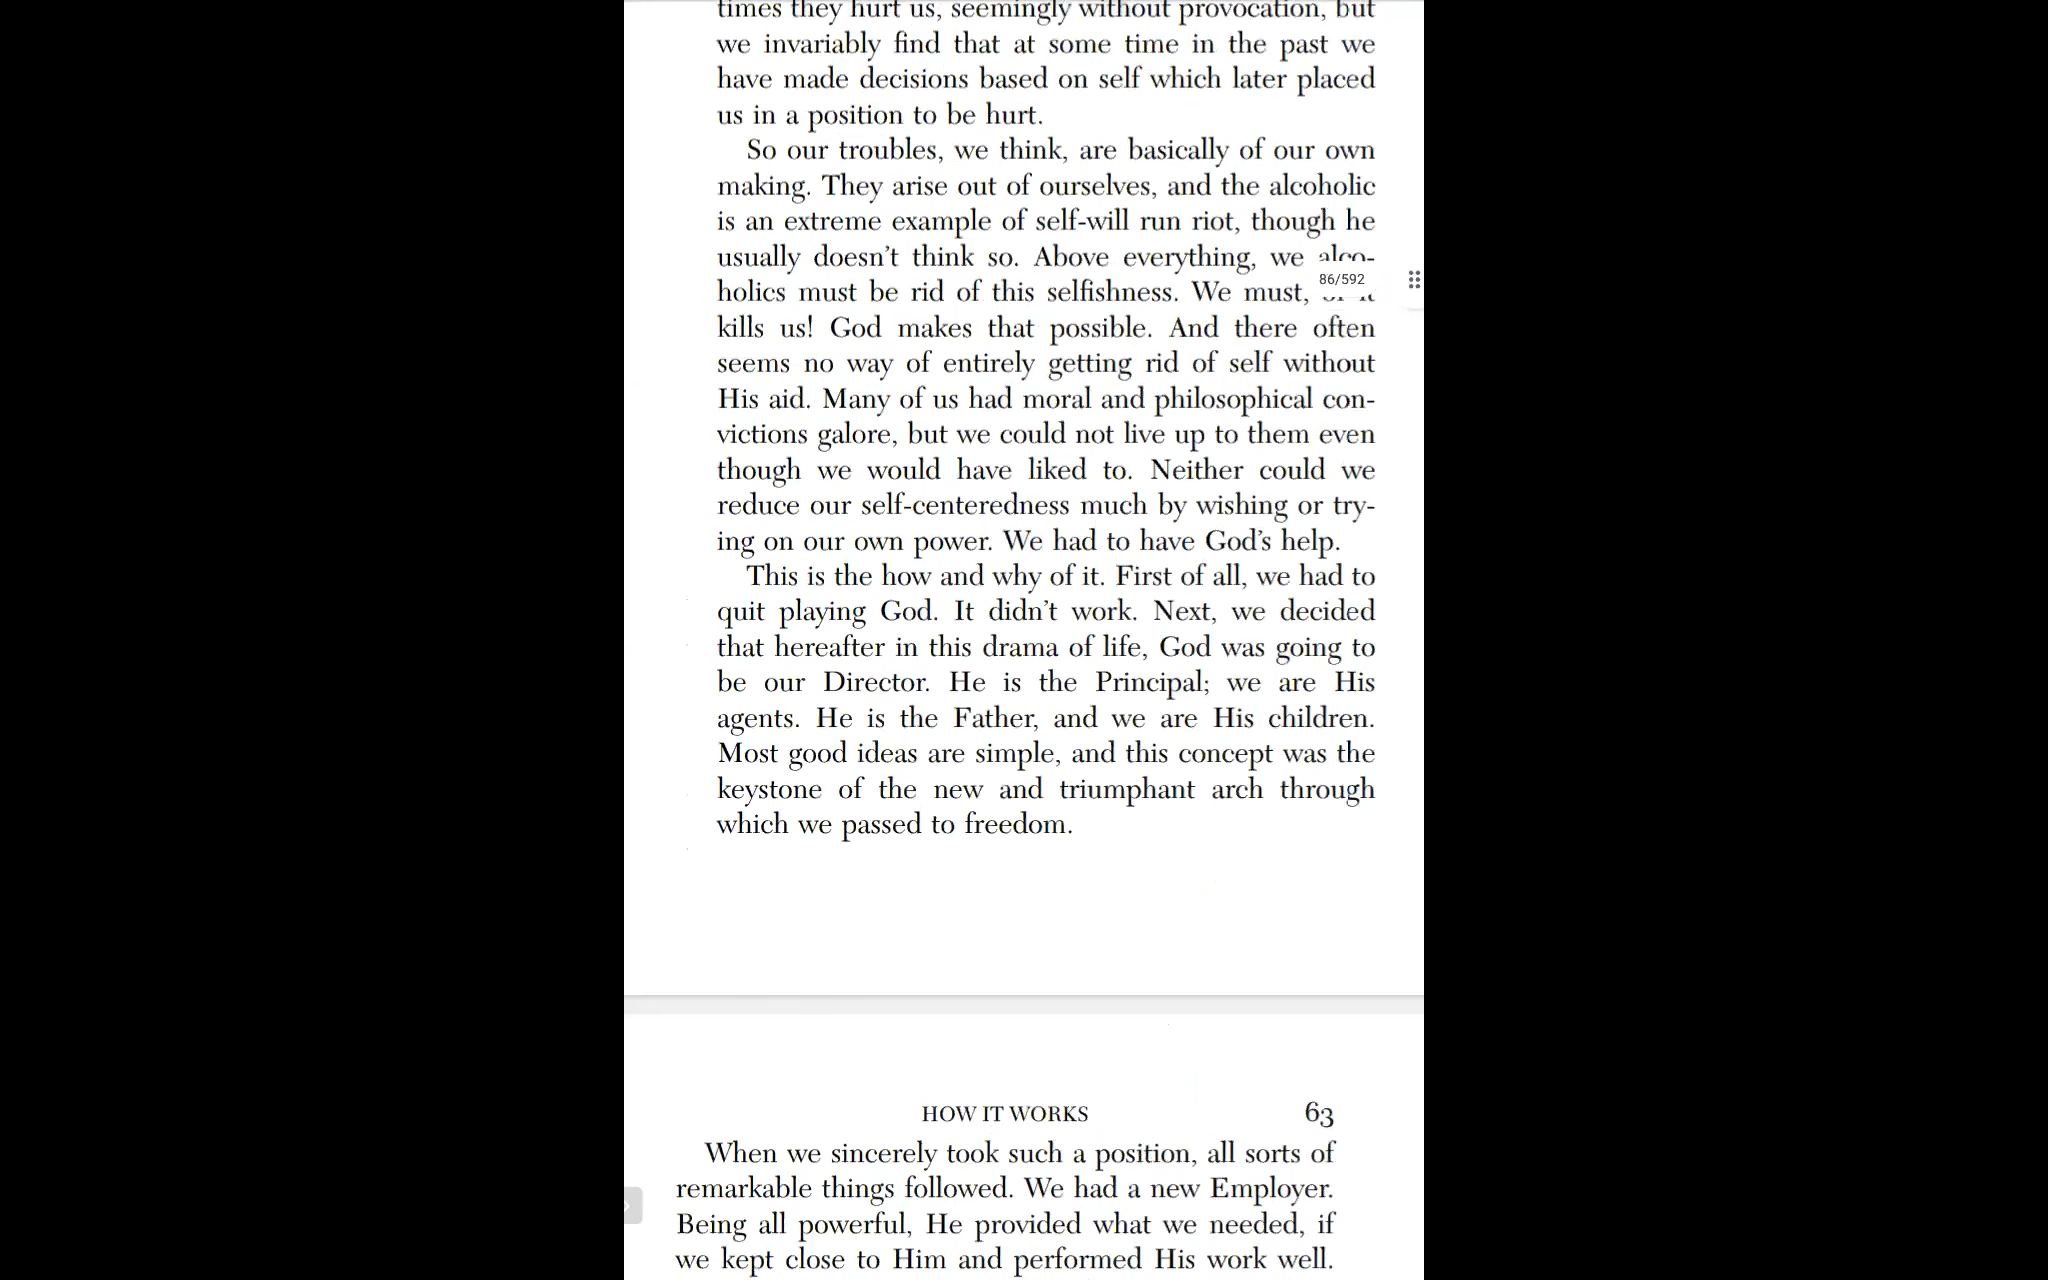 times they hurt us, seemingly without provocation, but
we invariably find that at some time in the past we
have made decisions based on self which later placed
us in a position to be hurt.
So our troubles, we think, are basically of our own
making. They arise out of ourselves, and the alcoholic
is an extreme example of self-will run riot, though he
usually doesn’t think so. Above everything, we alco-
86/592
holics must be rid of this selfishness. We must, or it
kills us! God makes that possible. And there often
seems no way of entirely getting rid of self without
His aid. Many of us had moral and philosophical con-
victions galore, but we could not live up to them even
though we would have liked to. Neither could we
reduce our self-centeredness much by wishing or try-
ing on our own power. We had to have God’s help.
This is the how and why of it. First of all, we had to
quit playing God. It didn’t work. Next, we decided
that hereafter in this drama of life, God was going to
be our Director. He is the Principal; we are His
agents. He is the Father, and we are His children.
Most good ideas are simple, and this concept was the
keystone of the new and triumphant arch through
which we passed to freedom.
HOW IT WORKS 63
When we sincerely took such a position, all sorts of
remarkable things followed. We had a new Employer.
Being all powerful, He provided what we needed, if
we kept close to Him and performed His work well.